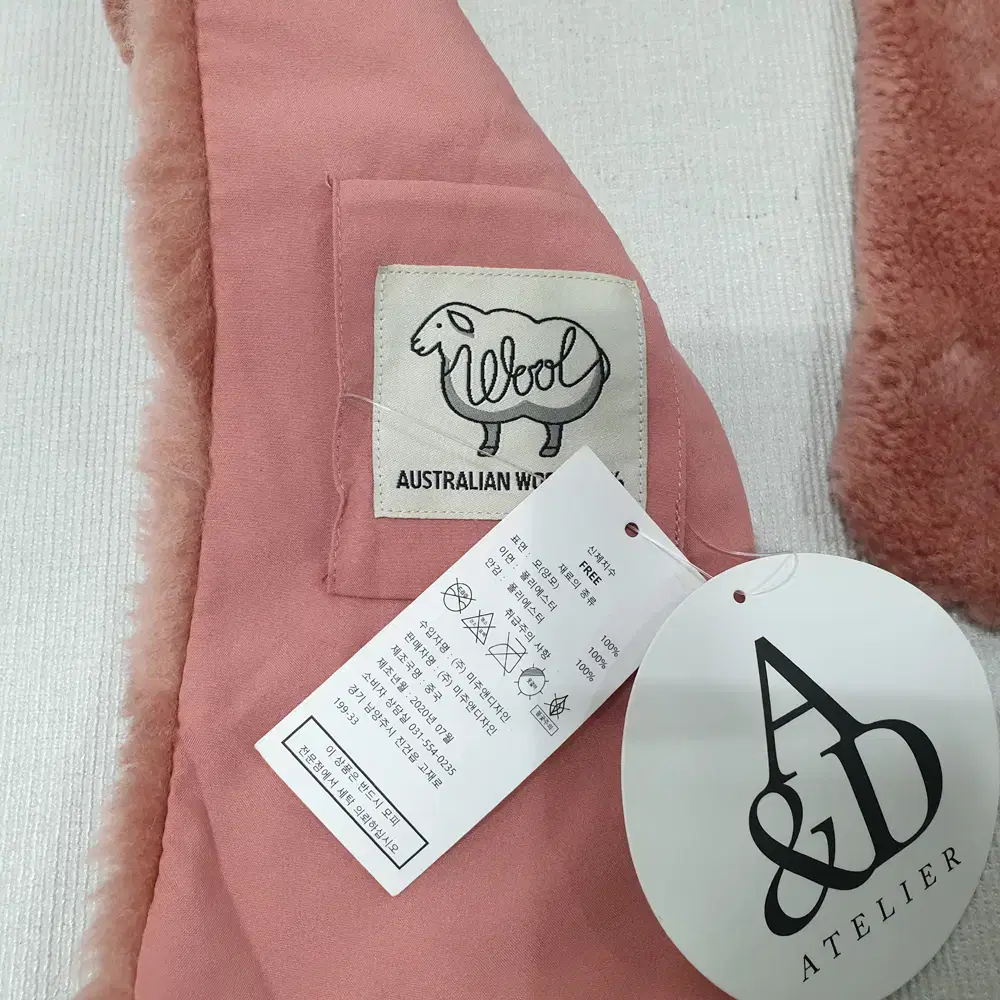 Wool
AUSTRALIAN
신체지수
FREE
재료의 종류
표면 : 모(양모) 100%
이면 : 폴리에스터 100%
안감 : 폴리에스터 100%
취급주의 사항
수입자명 : (주) 미주앤디자인
판매자명 : (주) 미주앤디자인
제조국명 : 중국
제조년월 : 2020년 07월
소비자 상담실 031-554-0235
경기 남양주시 진건읍 고재로
199-33
이 상품은 반드시 모피
전문점에서 세탁 의뢰하십시오
A&D
ATELIER